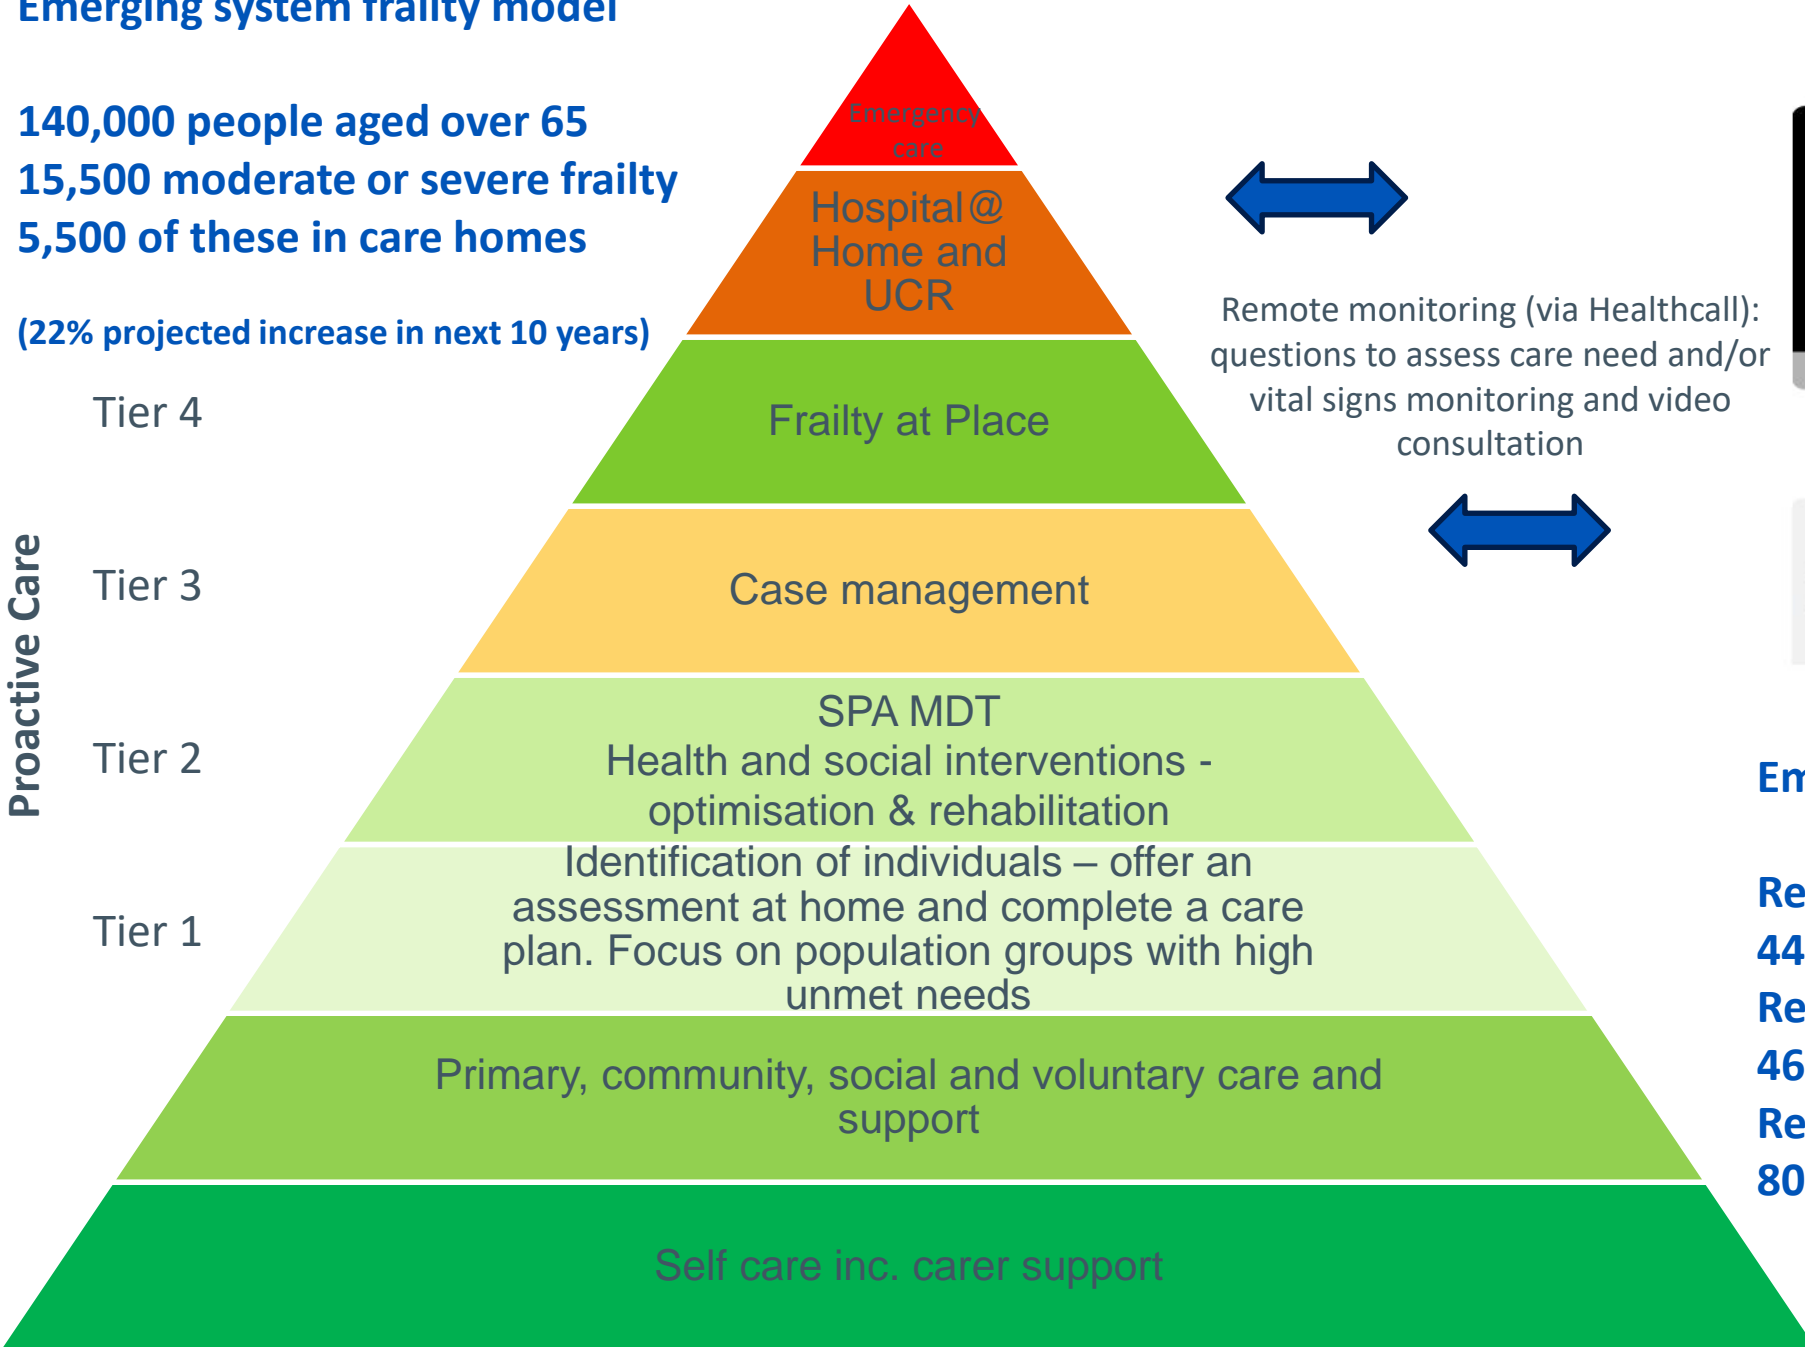 Emerging system frailty model
140,000 people aged over 65
15,500 moderate or severe frailty
5,500 of these in care homes
(22% projected increase in next 10 years)
Emergency
care
Hospital@
Home and
UCR
Remote monitoring (via Healthcall):
questions to assess care need and/or
vital signs monitoring and video
consultation
Tier 4
Frailty at Place
Proactive Care
Tier 3
Case management
Tier 2
SPA MDT
Health and social interventions -
optimisation & rehabilitation
Tier 1
Identification of individuals – offer an
assessment at home and complete a care
plan. Focus on population groups with high
unmet needs
Primary, community, social and voluntary care and
support
Self care inc. carer support
44
46
80